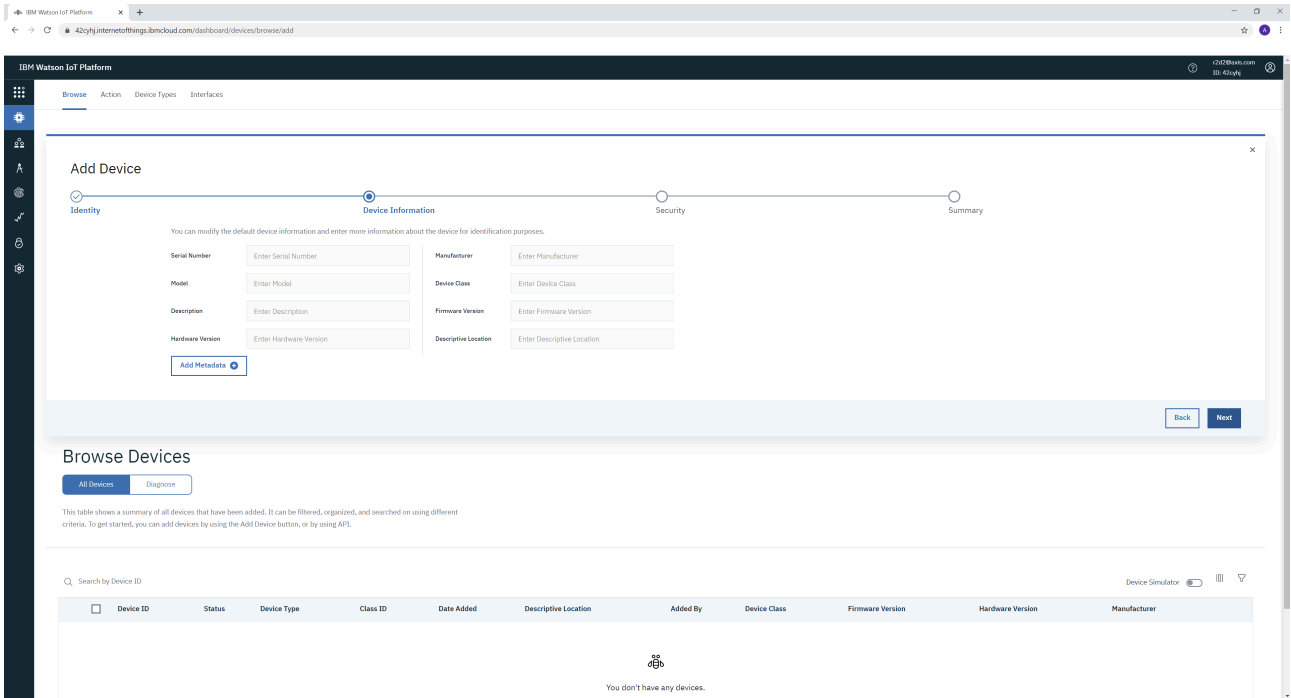 IBM Watson IoT Platform
42cyhj.internetofthings.ibmcloud.com/dashboard/devices/browse/add
A
IBM Watson IoT Platform
r2d2@axis.com
ID: 42cyhj
Browse Action Device Types Interfaces
Add Device
Identity Device Information Security Summary
You can modify the default device information and enter more information about the device for identification purposes.
Serial Number Enter Serial Number Manufacturer Enter Manufacturer
Model Enter Model Device Class Enter Device Class
Description Enter Description Firmware Version Enter Firmware Version
Hardware Version Enter Hardware Version Descriptive Location Enter Descriptive Location
Add Metadata
Back Next
Browse Devices
All Devices Diagnose
This table shows a summary of all devices that have been added. It can be filtered, organized, and searched on using different
criteria. To get started, you can add devices by using the Add Device button, or by using API.
Search by Device ID Device Simulator
Device ID Status Device Type Class ID Date Added Descriptive Location Added By Device Class Firmware Version Hardware Version Manufacturer
You don't have any devices.